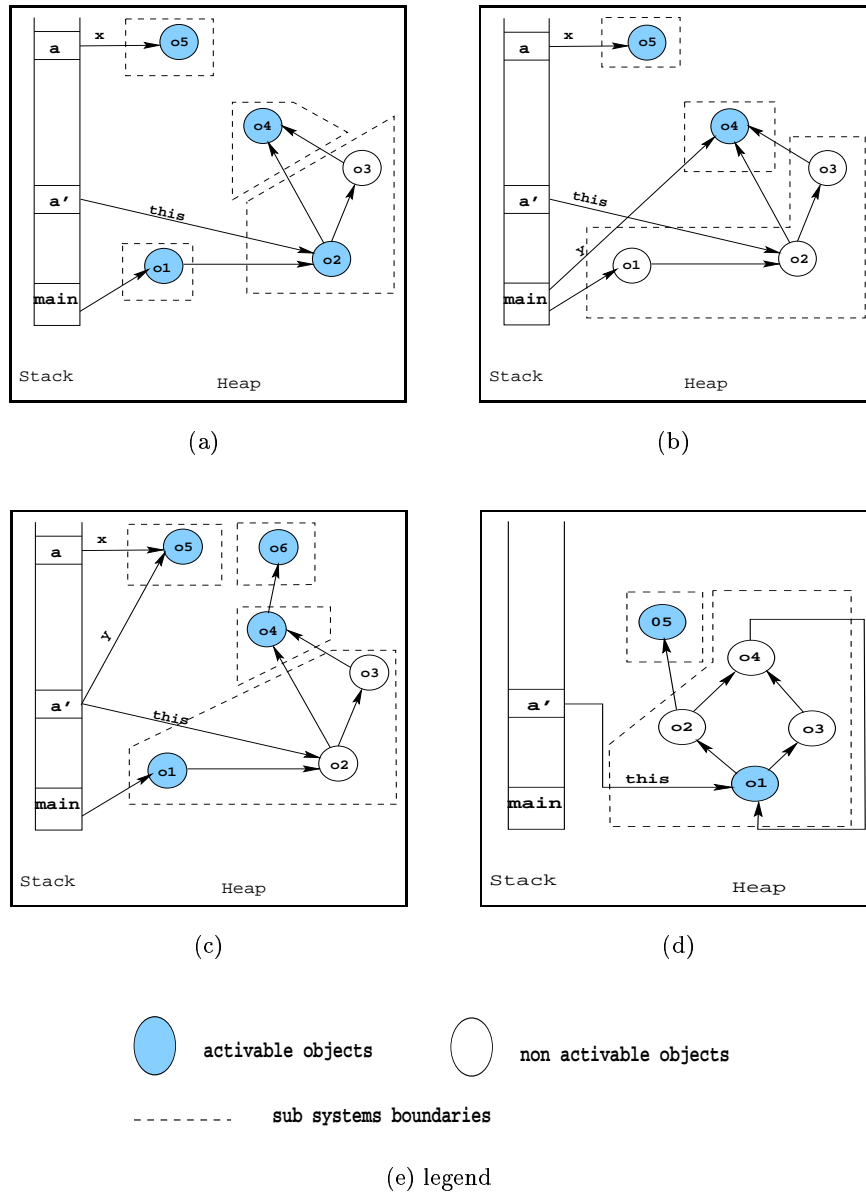 x
a
o5
o4
o3
a'
this
o2
o1
main
Stack
Heap
(a)
x
a
o5
o4
o3
a'
this
y
o1
o2
main
Stack
Heap
(b)
x
a
o5
o6
y
o4
o3
a'
this
o1
o2
main
Stack
Heap
(c)
05
o4
a'
o2
o3
this
o1
main
Stack
Heap
(d)
activable objects
non activable objects
sub systems boundaries
(e) legend